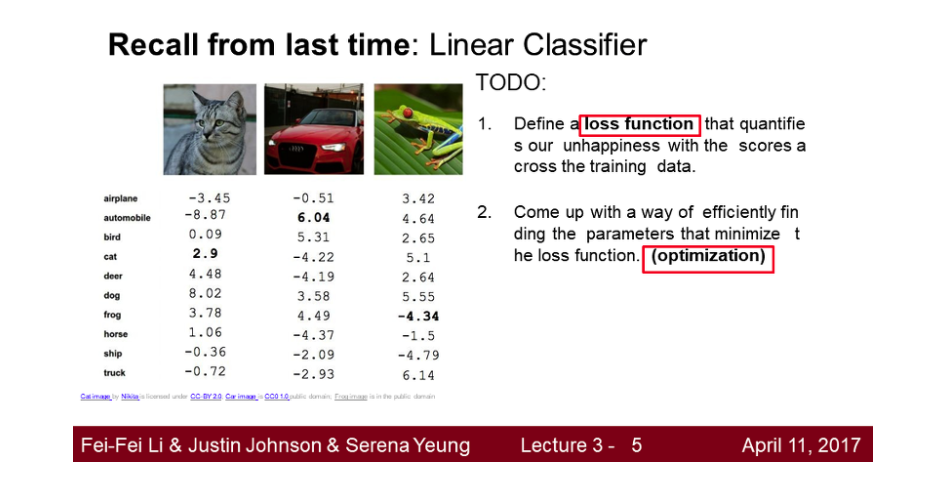 Recall from last time: Linear Classifier
TODO:
1. Define a loss function that quantifie
s our unhappiness with the scores a
cross the training data.
2. Come up with a way of efficiently fin
ding the parameters that minimize t
he loss function. (optimization)
airplane -3.45 -0.51 3.42
automobile -8.87 6.04 4.64
bird 0.09 5.31 2.65
cat 2.9 -4.22 5.1
deer 4.48 -4.19 2.64
dog 8.02 3.58 5.55
frog 3.78 4.49 -4.34
horse 1.06 -4.37 -1.5
ship -0.36 -2.09 -4.79
truck -0.72 -2.93 6.14
Cat image by Nikita is licensed under CC-BY 2.0; Car image is CC0 1.0 public domain; Frog image is in the public domain
Fei-Fei Li & Justin Johnson & Serena Yeung Lecture 3 - 5 April 11, 2017